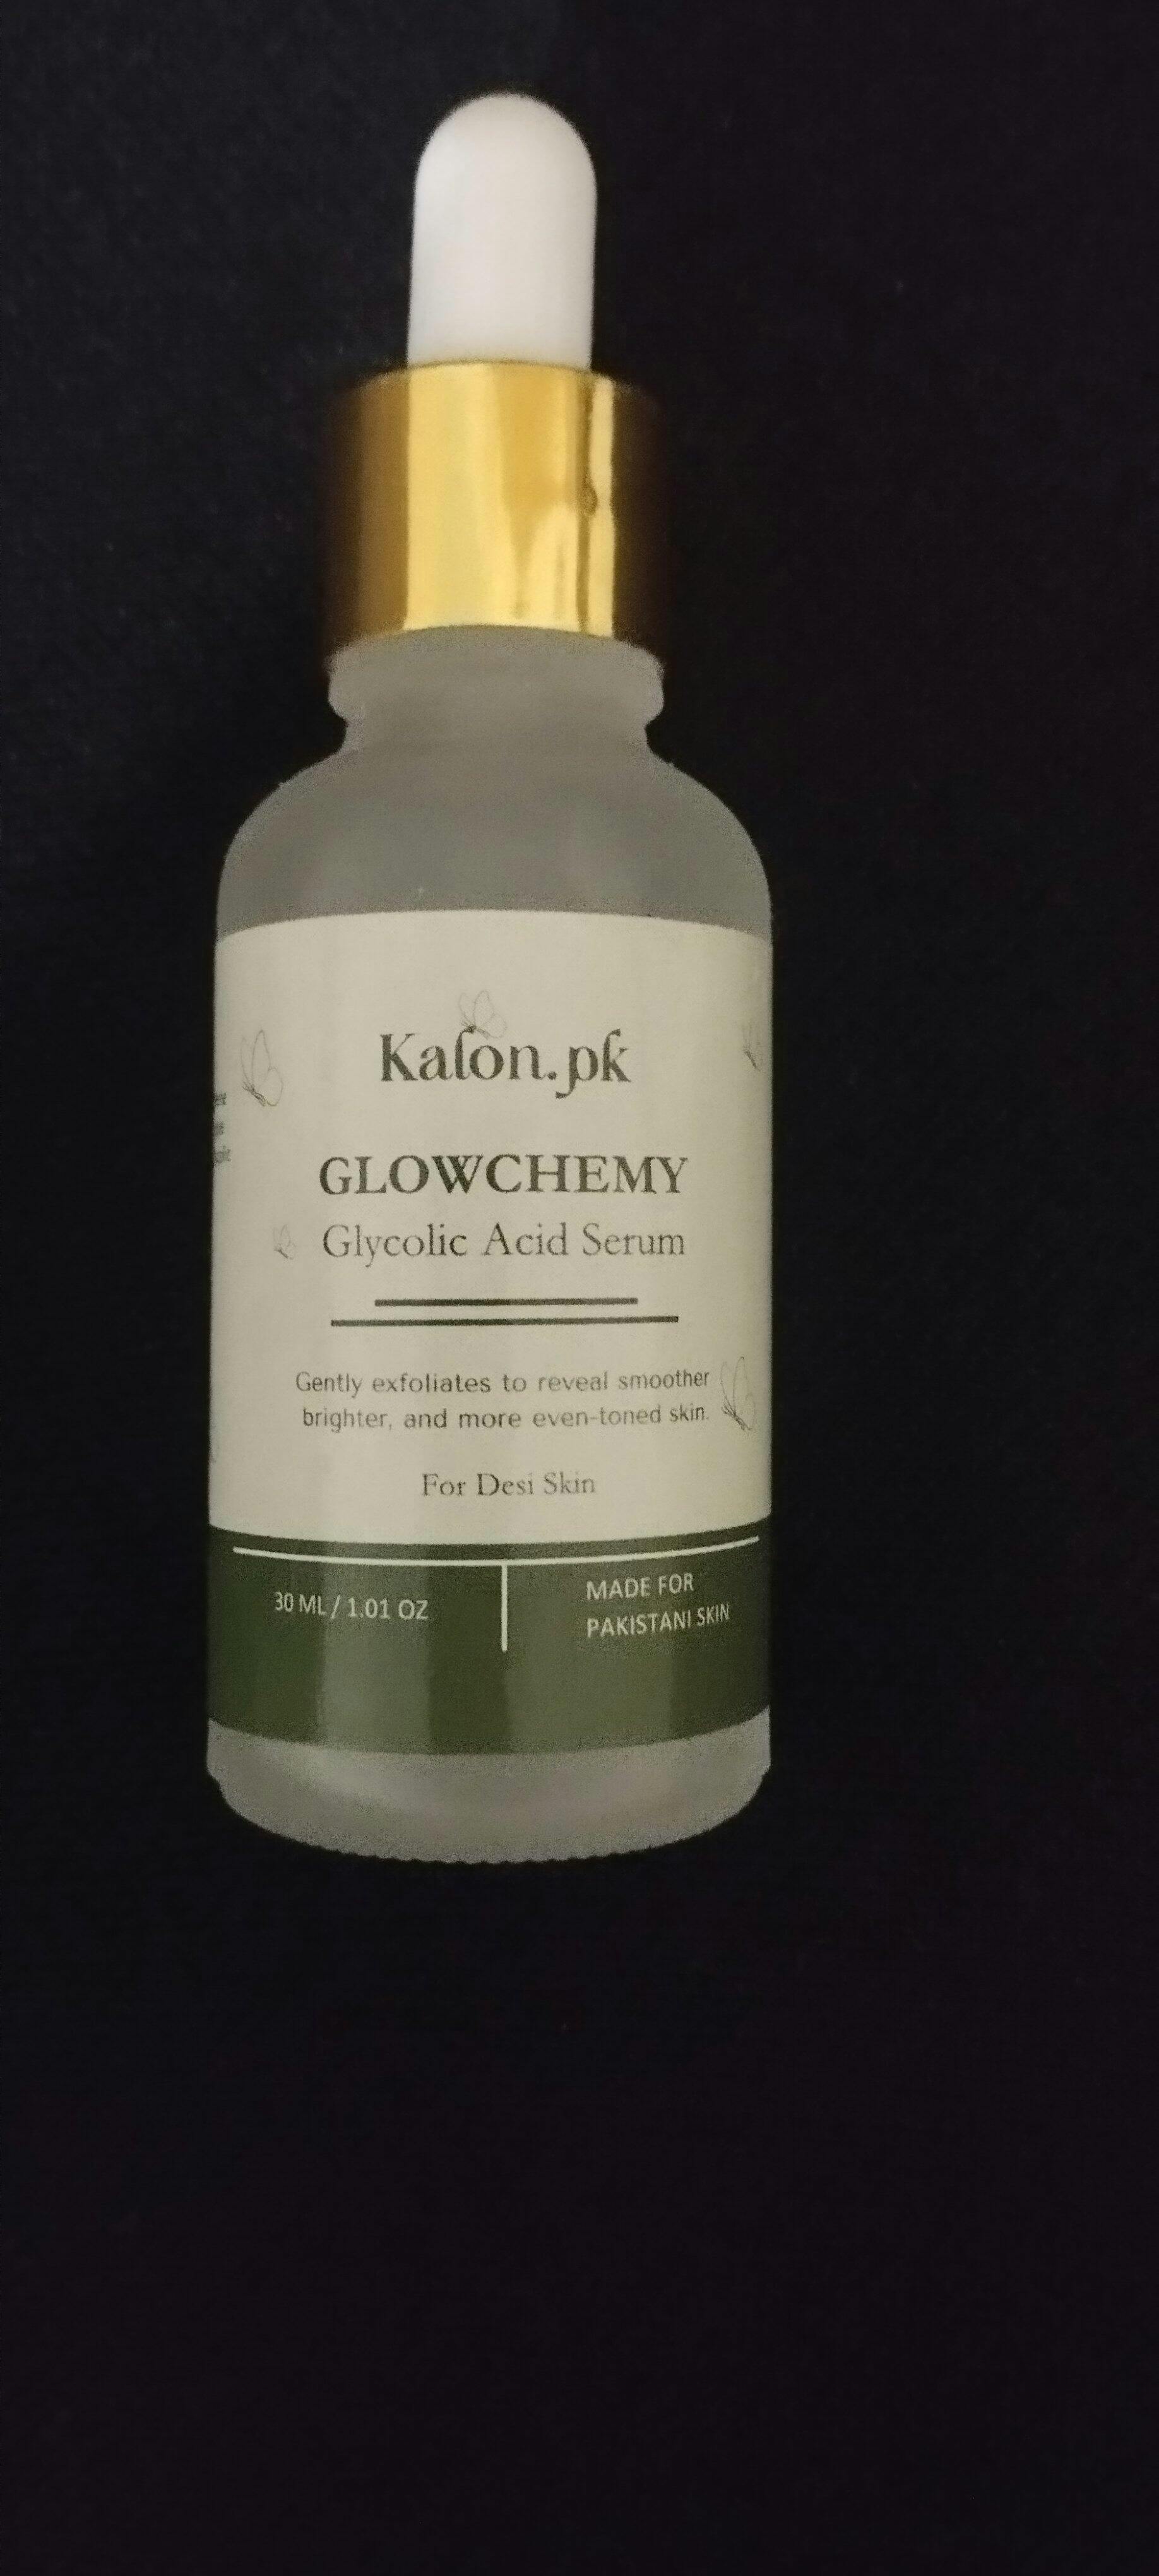 Kalon.pk
GLOWCHEMY
Glycolic Acid Serum
Gently exfoliates to reveal smoother
brighter, and more even-toned skin.
For Desi Skin
30 ML / 1.01 OZ
MADE FOR
PAKISTANI SKIN